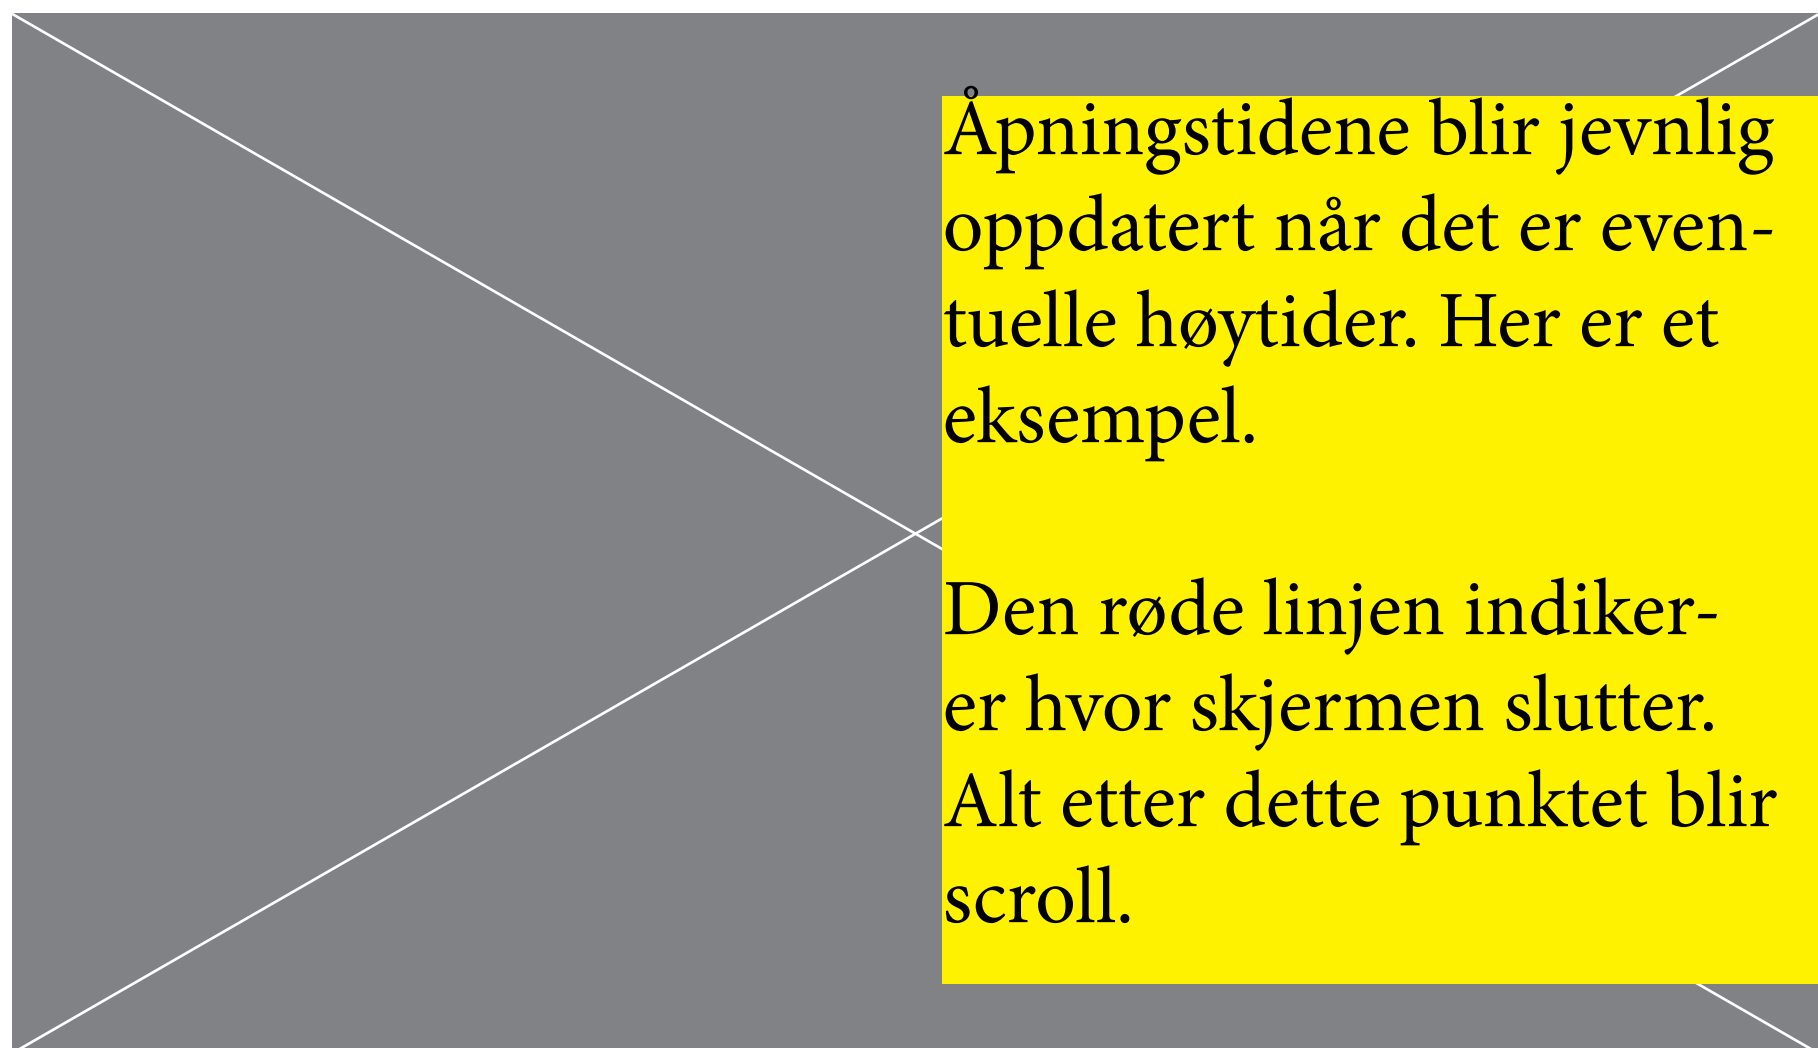 Åpningstidene blir jevnlig
oppdatert når det er even-
tuelle høytider. Her er et
eksempel.
Den røde linjen indiker-
er hvor skjermen slutter.
Alt etter dette punktet blir
scroll.